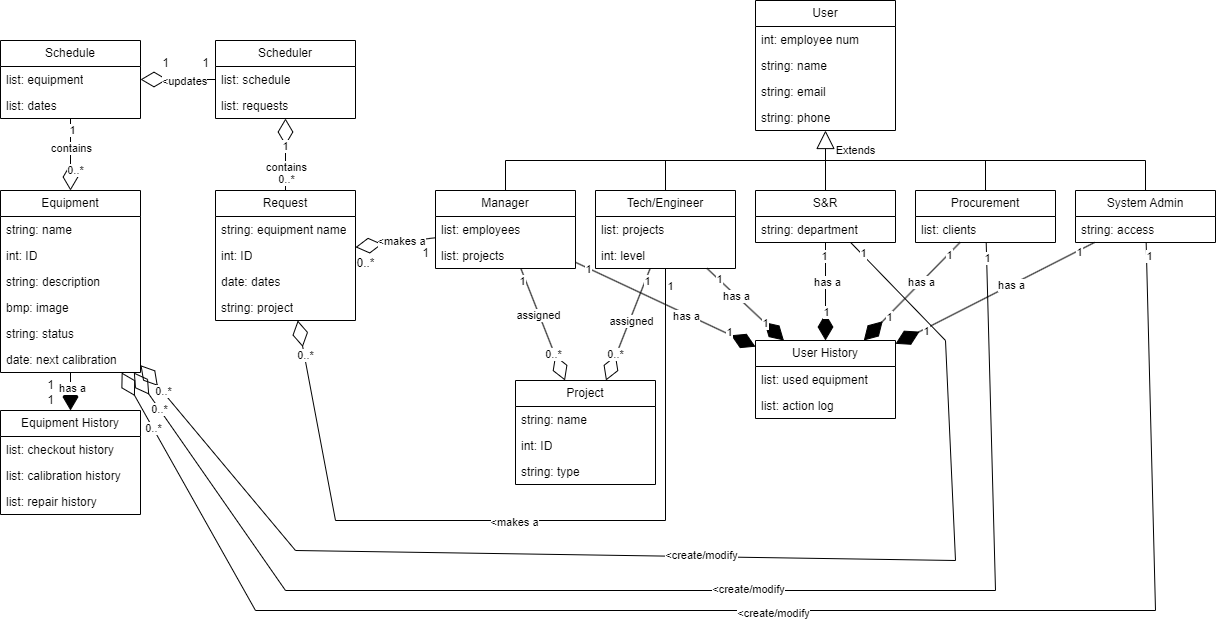 User
int: employee num
string: name
string: email
string: phone
Extends
Schedule
list: equipment
list: dates
1
1
<updates
Scheduler
list: schedule
list: requests
1
contains
0..*
1
contains
0..*
Equipment
string: name
int: ID
string: description
bmp: image
string: status
date: next calibration
Request
string: equipment name
int: ID
date: dates
string: project
<makes a
0..*
1
Manager
list: employees
list: projects
Tech/Engineer
list: projects
int: level
S&R
string: department
Procurement
list: clients
System Admin
string: access
1
1
1
1
1
1
1
1
1
1
1
assigned
assigned
has a
has a
has a
has a
has a
1
1
1
1
1
0..*
0..*
0..*
User History
list: used equipment
list: action log
Project
string: name
int: ID
string: type
1
has a
1
0..*
0..*
0..*
Equipment History
list: checkout history
list: calibration history
list: repair history
<makes a
<create/modify
<create/modify
<create/modify